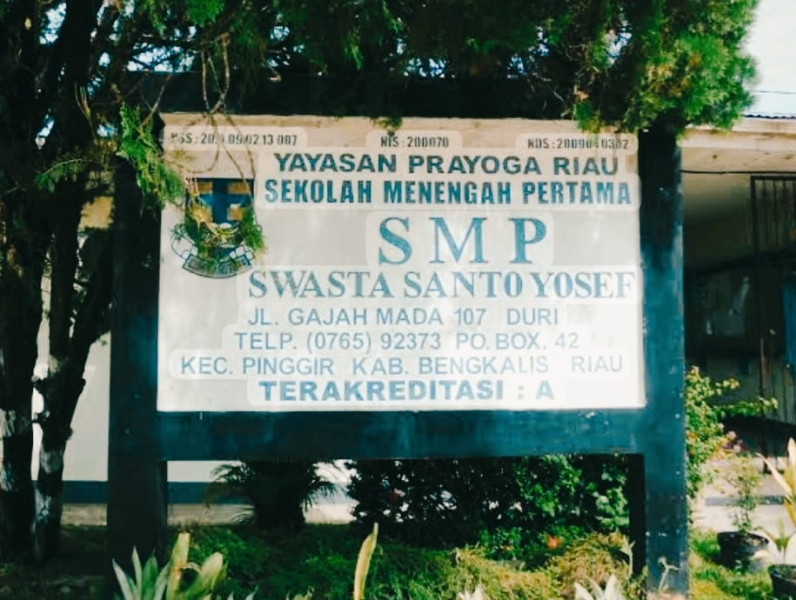 NIS : 200070
YAYASAN PRAYOGA RIAU
SEKOLAH MENENGAH PERTAMA
SMP
SWASTA SANTO YOSEF
JL. GAJAH MADA 107 DURI
TELP. (0765) 92373 PO.BOX. 42
KEC. PINGGIR KAB. BENGKALIS RIAU
TERAKREDITASI : A